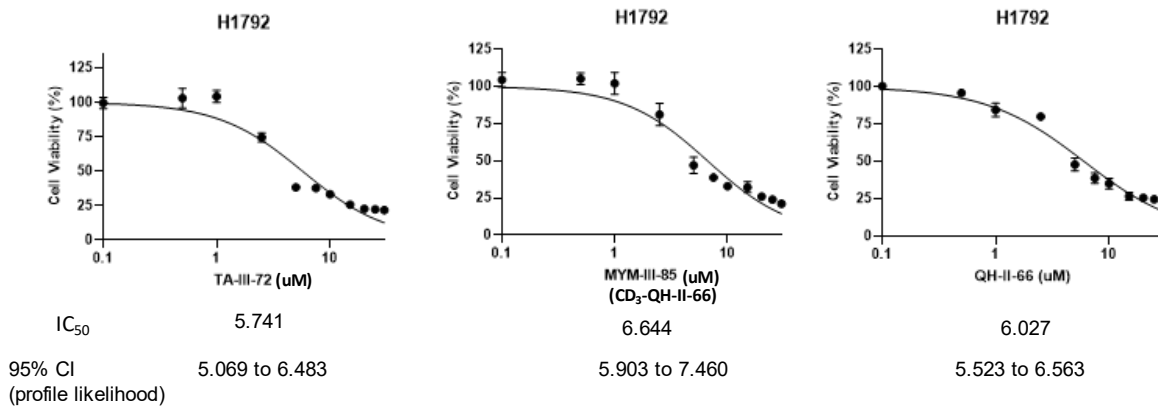 H1792
125
100
75
50
25
0
Cell Viability (%)
0.1
1
10
TA-III-72 (uM)
H1792
125
100
75
50
25
0
Cell Viability (%)
0.1
1
10
MYM-III-85 (uM)
(CD₃-QH-II-66)
H1792
125
100
75
50
25
0
Cell Viability (%)
0.1
1
10
QH-II-66 (uM)
IC₅₀ 5.741 6.644 6.027
95% CI 5.069 to 6.483 5.903 to 7.460 5.523 to 6.563
(profile likelihood)